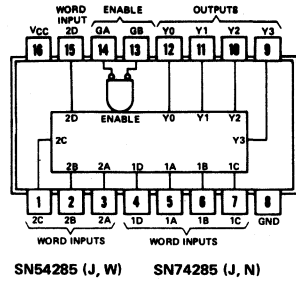 WORD INPUT ENABLE OUTPUTS
VCC 2D GA GB Y0 Y1 Y2 Y3
16 15 14 13 12 11 10 9
2D ENABLE Y0 Y1 Y2
2C Y3
2B 2A 1D 1A 1B 1C
1 2 3 4 5 6 7 8
2C 2B 2A 1D 1A 1B 1C GND
WORD INPUTS WORD INPUTS
SN54285 (J, W) SN74285 (J, N)